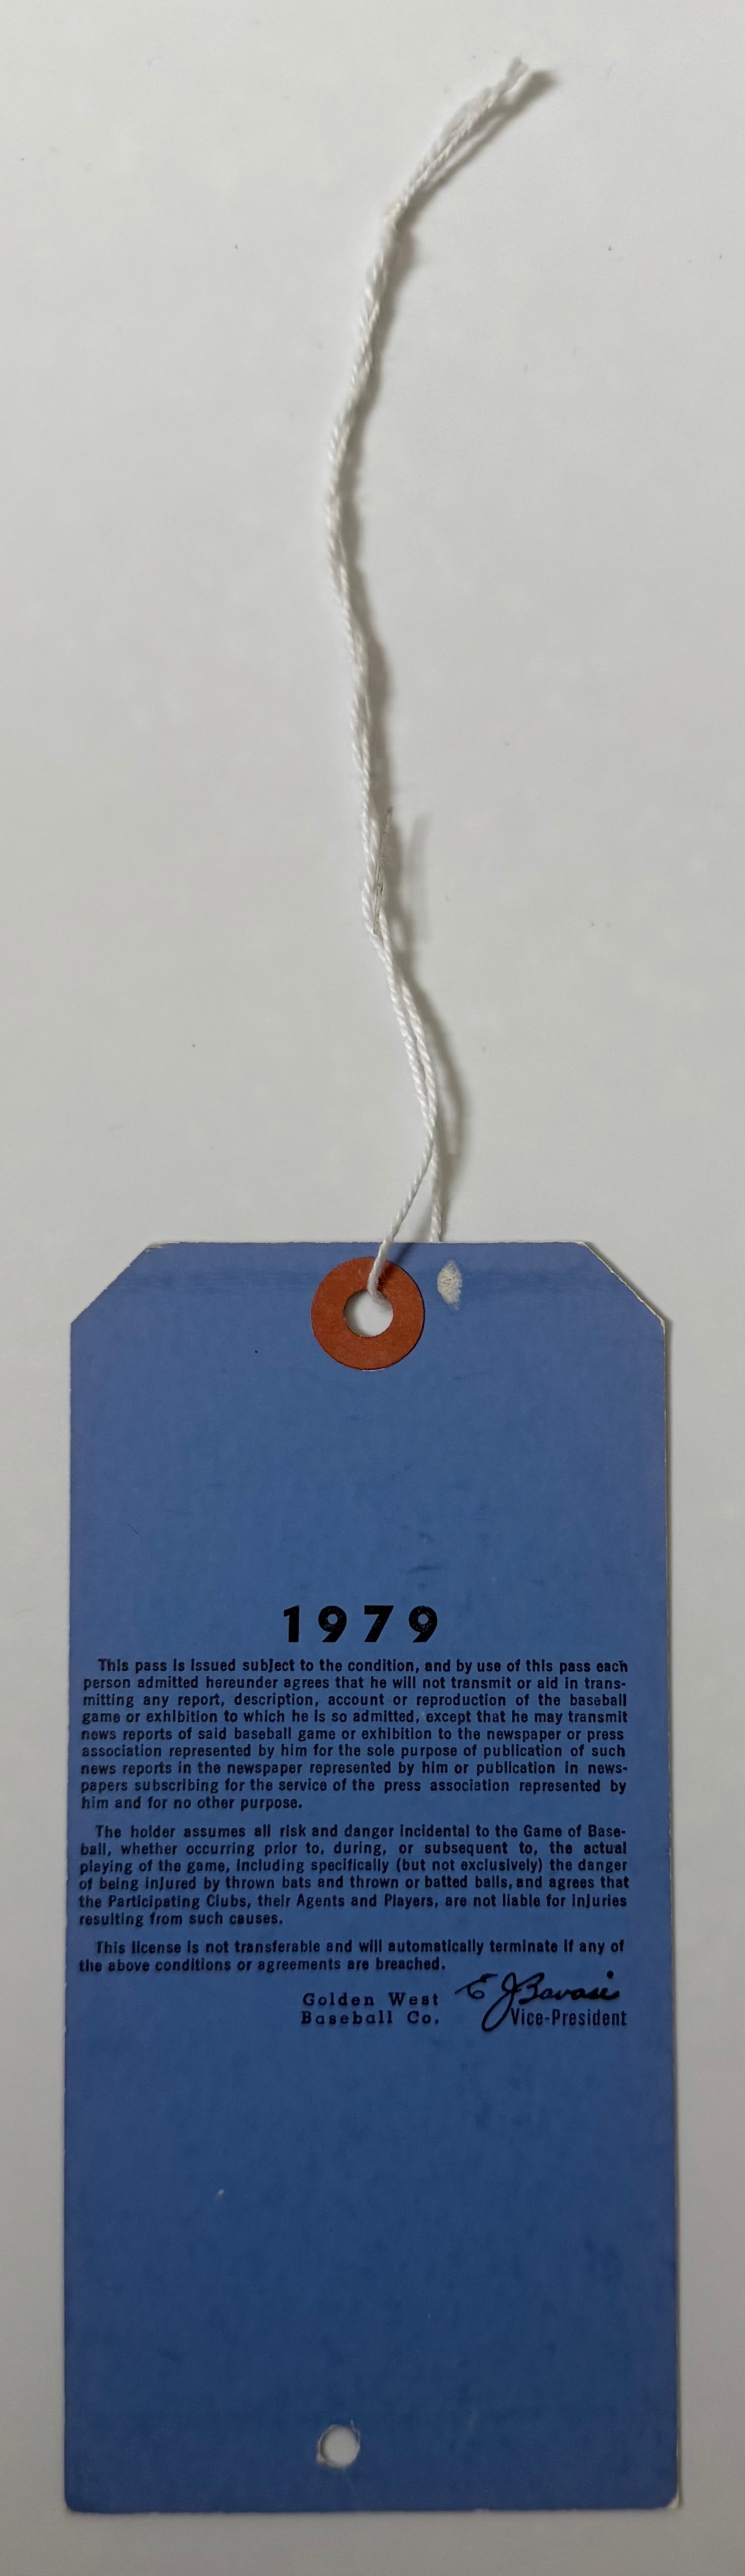 1979
This pass is issued subject to the condition, and by use of this pass each
person admitted hereunder agrees that he will not transmit or aid in trans-
mitting any report, description, account or reproduction of the baseball
game or exhibition to which he is so admitted, except that he may transmit
news reports of said baseball game or exhibition to the newspaper or press
association represented by him for the sole purpose of publication of such
news reports in the newspaper represented by him or publication in news-
papers subscribing for the service of the press association represented by
him and for no other purpose.
The holder assumes all risk and danger incidental to the Game of Base-
ball, whether occurring prior to, during, or subsequent to, the actual
playing of the game, including specifically (but not exclusively) the danger
of being injured by thrown bats and thrown or batted balls, and agrees that
the Participating Clubs, their Agents and Players, are not liable for injuries
resulting from such causes.
This license is not transferable and will automatically terminate if any of
the above conditions or agreements are breached.
Golden West E J Bavasi
Baseball Co. Vice-President